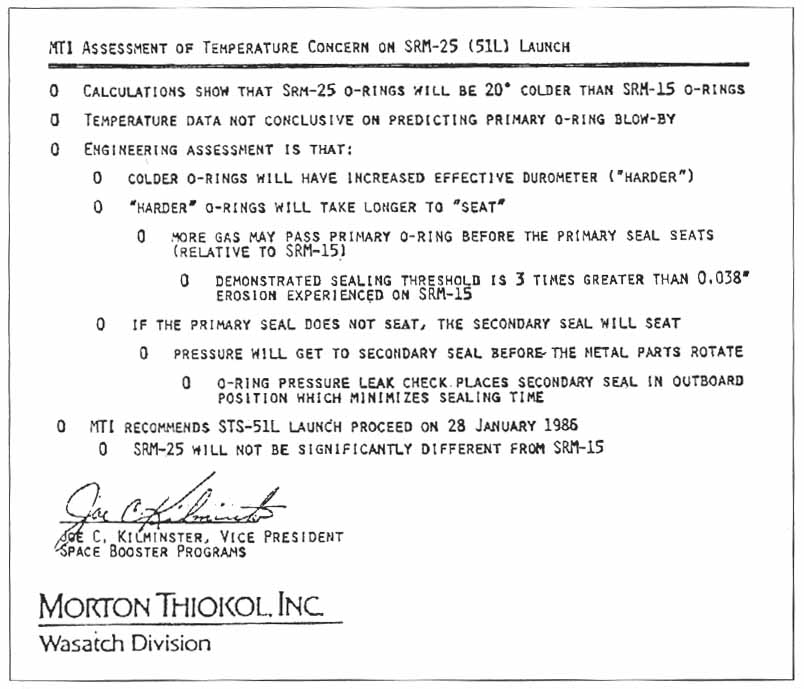 MTI ASSESSMENT OF TEMPERATURE CONCERN ON SRM-25 (51L) LAUNCH
O CALCULATIONS SHOW THAT SRM-25 O-RINGS WILL BE 20° COLDER THAN SRM-15 O-RINGS
O TEMPERATURE DATA NOT CONCLUSIVE ON PREDICTING PRIMARY O-RING BLOW-BY
O ENGINEERING ASSESSMENT IS THAT:
O COLDER O-RINGS WILL HAVE INCREASED EFFECTIVE DUROMETER ("HARDER")
O "HARDER" O-RINGS WILL TAKE LONGER TO "SEAT"
O MORE GAS MAY PASS PRIMARY O-RING BEFORE THE PRIMARY SEAL SEATS
(RELATIVE TO SRM-15)
O DEMONSTRATED SEALING THRESHOLD IS 3 TIMES GREATER THAN 0.038"
EROSION EXPERIENCED ON SRM-15
O IF THE PRIMARY SEAL DOES NOT SEAT, THE SECONDARY SEAL WILL SEAT
O PRESSURE WILL GET TO SECONDARY SEAL BEFORE THE METAL PARTS ROTATE
O O-RING PRESSURE LEAK CHECK PLACES SECONDARY SEAL IN OUTBOARD
POSITION WHICH MINIMIZES SEALING TIME
O MTI RECOMMENDS STS-51L LAUNCH PROCEED ON 28 JANUARY 1986
O SRM-25 WILL NOT BE SIGNIFICANTLY DIFFERENT FROM SRM-15
Joe C. Kilminster
JOE C. KILMINSTER, VICE PRESIDENT
SPACE BOOSTER PROGRAMS
MORTON THIOKOL, INC.
Wasatch Division